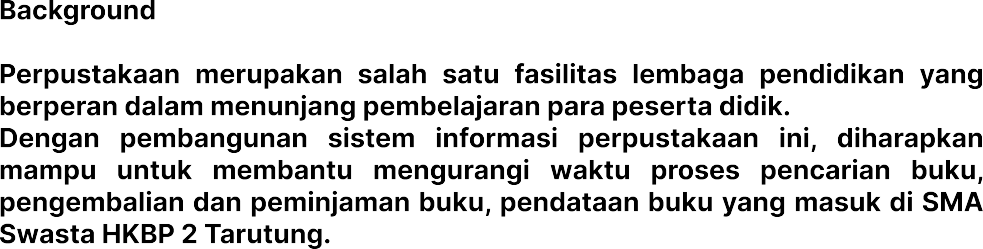 Background
Perpustakaan merupakan salah satu fasilitas lembaga pendidikan yang
berperan dalam menunjang pembelajaran para peserta didik.
Dengan pembangunan sistem informasi perpustakaan ini, diharapkan
mampu untuk membantu mengurangi waktu proses pencarian buku,
pengembalian dan peminjaman buku, pendataan buku yang masuk di SMA
Swasta HKBP 2 Tarutung.